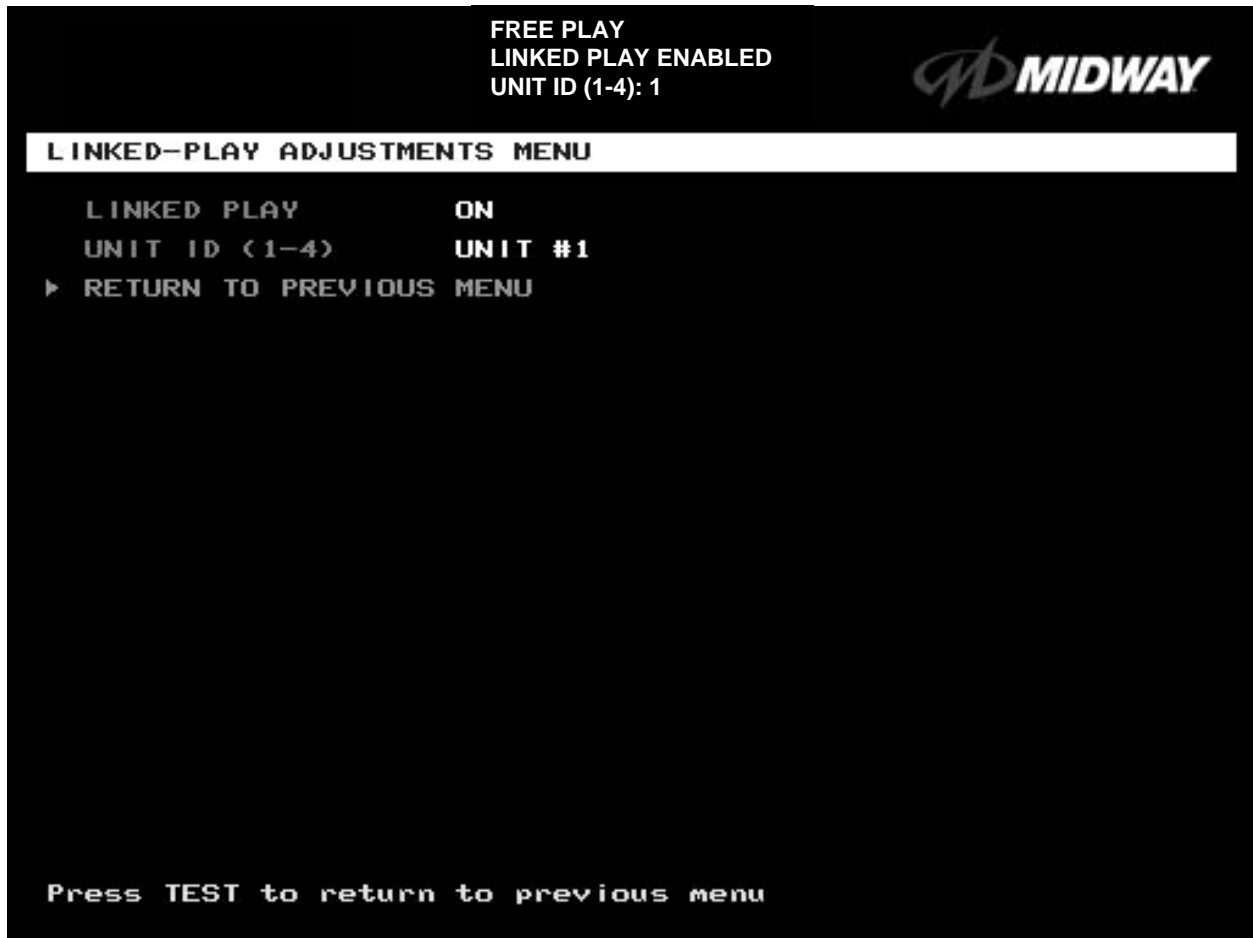 FREE PLAY
LINKED PLAY ENABLED
UNIT ID (1-4): 1
MIDWAY
LINKED-PLAY ADJUSTMENTS MENU
LINKED PLAY ON
UNIT ID (1-4) UNIT #1
RETURN TO PREVIOUS MENU
Press TEST to return to previous menu